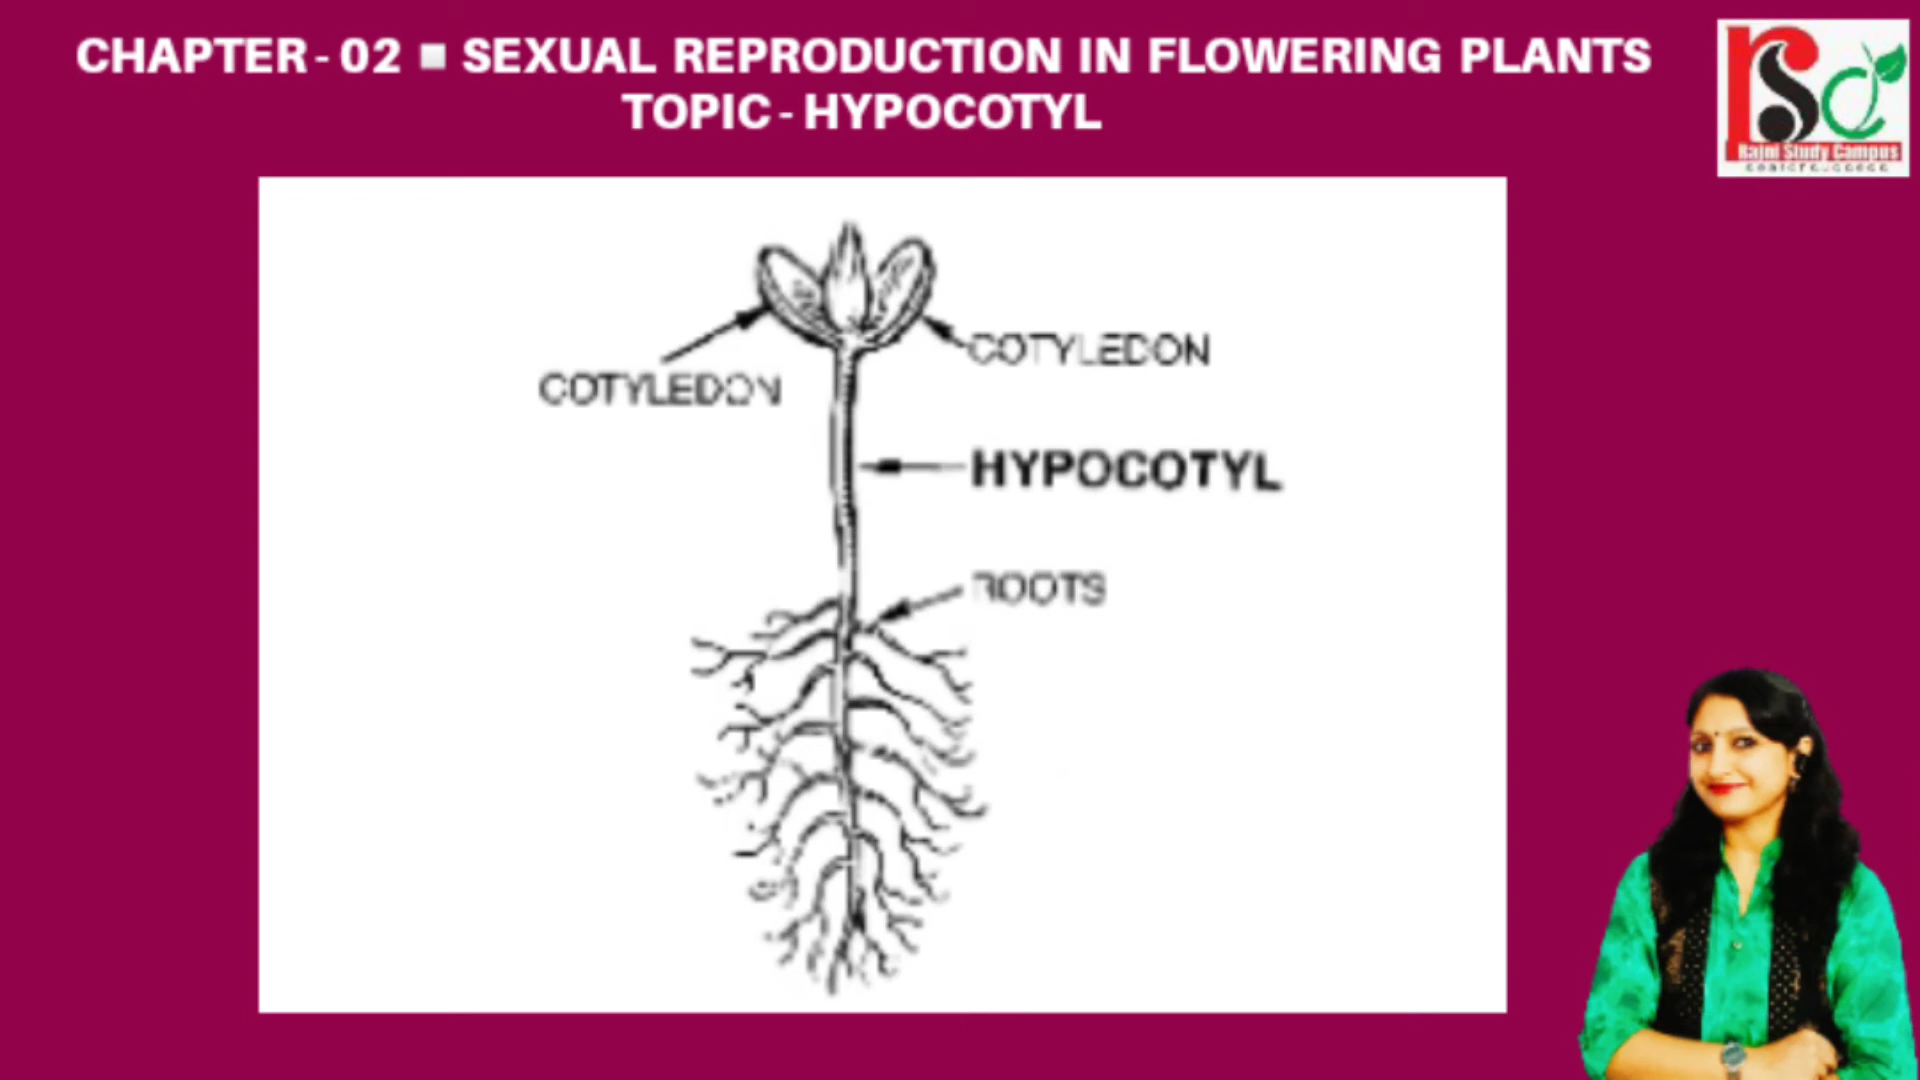 CHAPTER - 02 ■ SEXUAL REPRODUCTION IN FLOWERING PLANTS
TOPIC - HYPOCOTYL
Rajni Study Campus
COTYLEDON
COTYLEDON
HYPOCOTYL
ROOTS